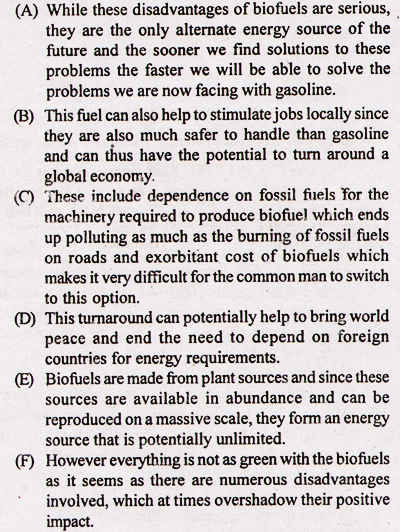 (A) While these disadvantages of biofuels are serious,
they are the only alternate energy source of the
future and the sooner we find solutions to these
problems the faster we will be able to solve the
problems we are now facing with gasoline.
(B) This fuel can also help to stimulate jobs locally since
they are also much safer to handle than gasoline
and can thus have the potential to turn around a
global economy.
(C) These include dependence on fossil fuels for the
machinery required to produce biofuel which ends
up polluting as much as the burning of fossil fuels
on roads and exorbitant cost of biofuels which
makes it very difficult for the common man to switch
to this option.
(D) This turnaround can potentially help to bring world
peace and end the need to depend on foreign
countries for energy requirements.
(E) Biofuels are made from plant sources and since these
sources are available in abundance and can be
reproduced on a massive scale, they form an energy
source that is potentially unlimited.
(F) However everything is not as green with the biofuels
as it seems as there are numerous disadvantages
involved, which at times overshadow their positive
impact.